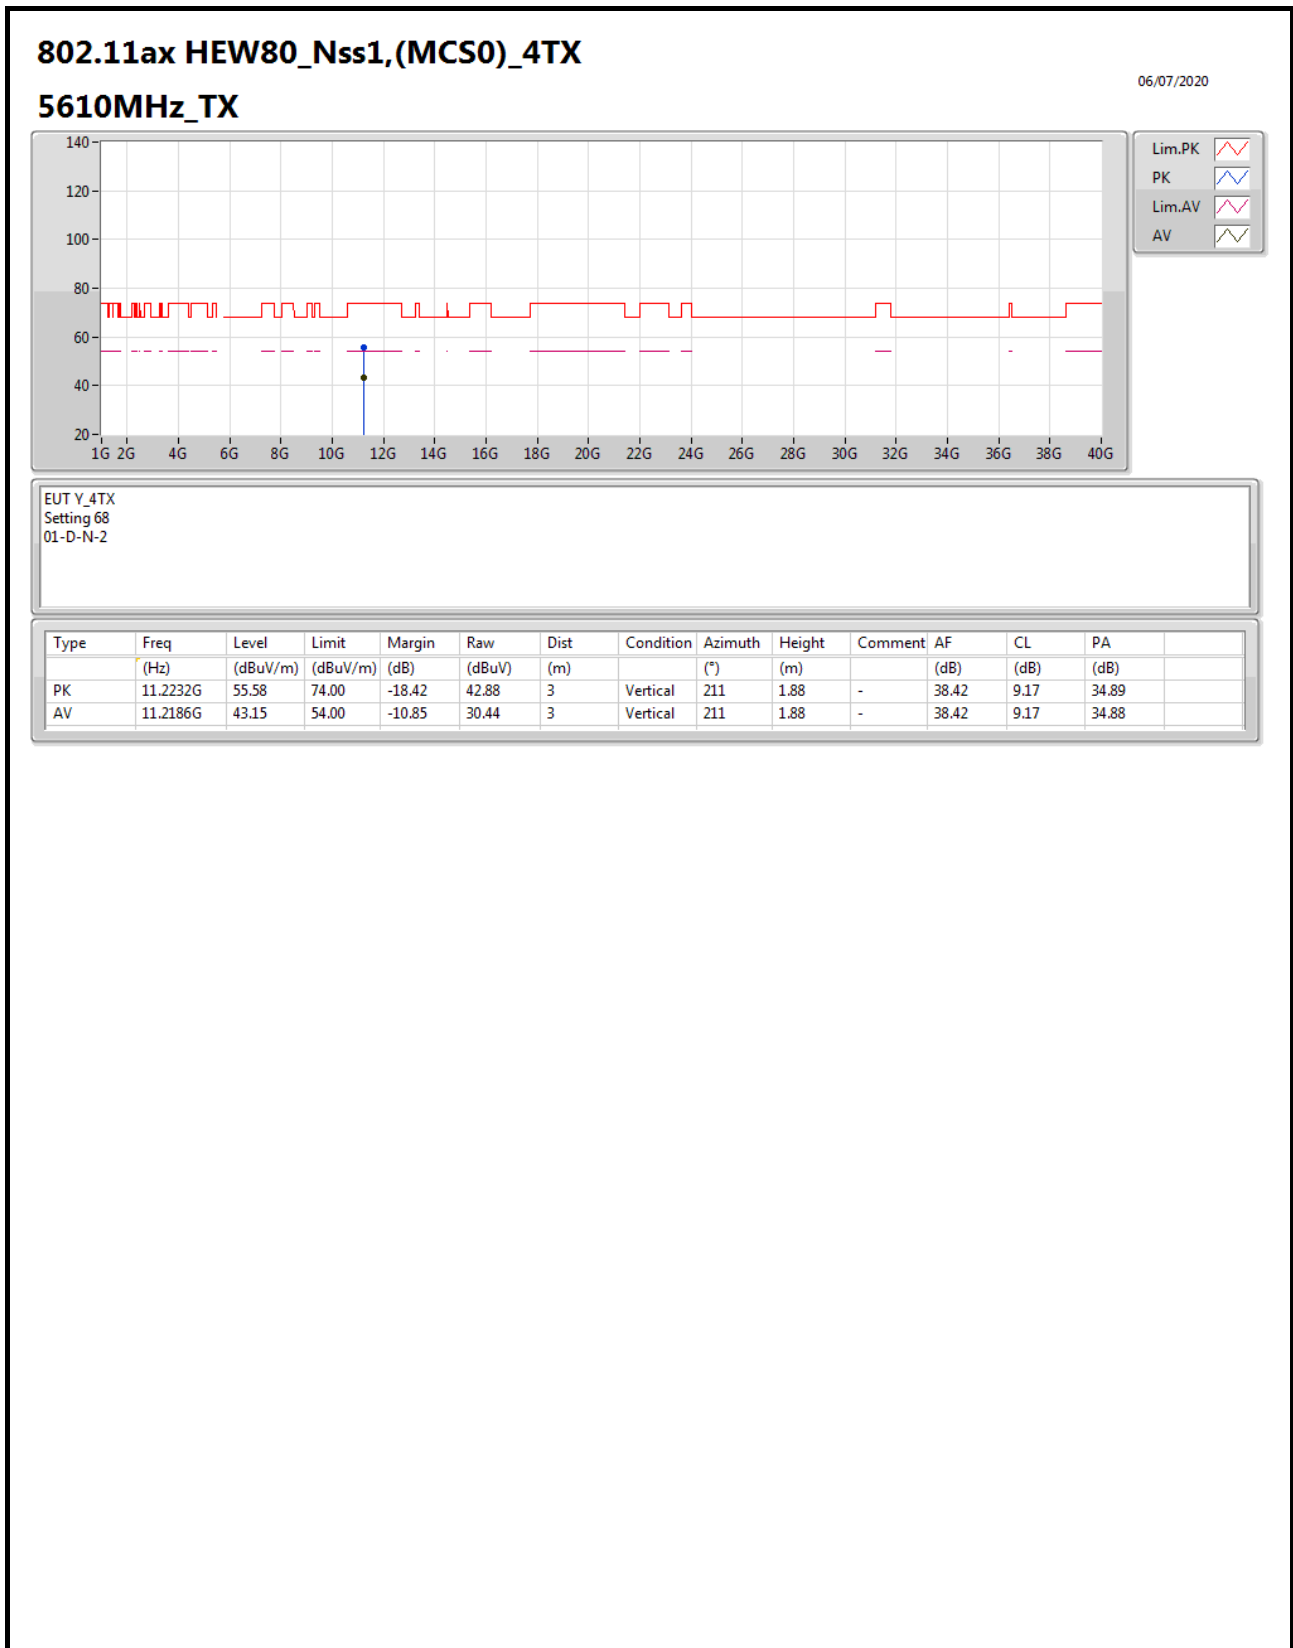 802.11ax HEW80_Nss1,(MCS0)_4TX
06/07/2020
5610MHz_TX
140
120
100
80
60
40
20
1G 2G 4G 6G 8G 10G 12G 14G 16G 18G 20G 22G 24G 26G 28G 30G 32G 34G 36G 38G 40G
Lim.PK
PK
Lim.AV
AV
EUT Y_4TX
Setting 68
01-D-N-2
Type Freq Level Limit Margin Raw Dist Condition Azimuth Height Comment AF CL PA
(Hz) (dBuV/m) (dBuV/m) (dB) (dBuV) (m) (°) (m) (dB) (dB) (dB)
PK 11.2232G 55.58 74.00 -18.42 42.88 3 Vertical 211 1.88 - 38.42 9.17 34.89
AV 11.2186G 43.15 54.00 -10.85 30.44 3 Vertical 211 1.88 - 38.42 9.17 34.88